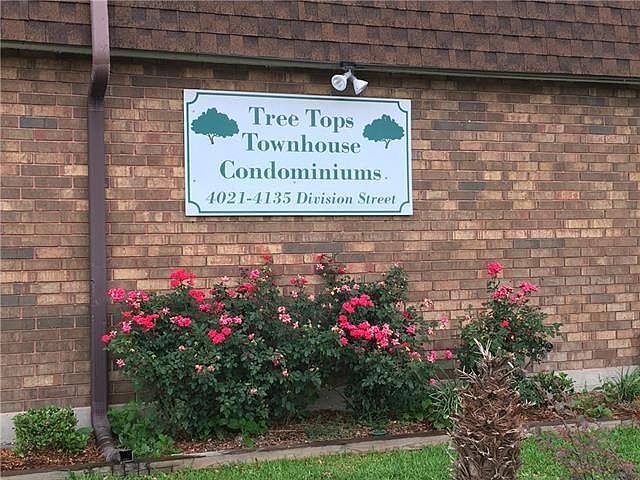 Tree Tops
Townhouse
Condominiums
4021-4135 Division Street